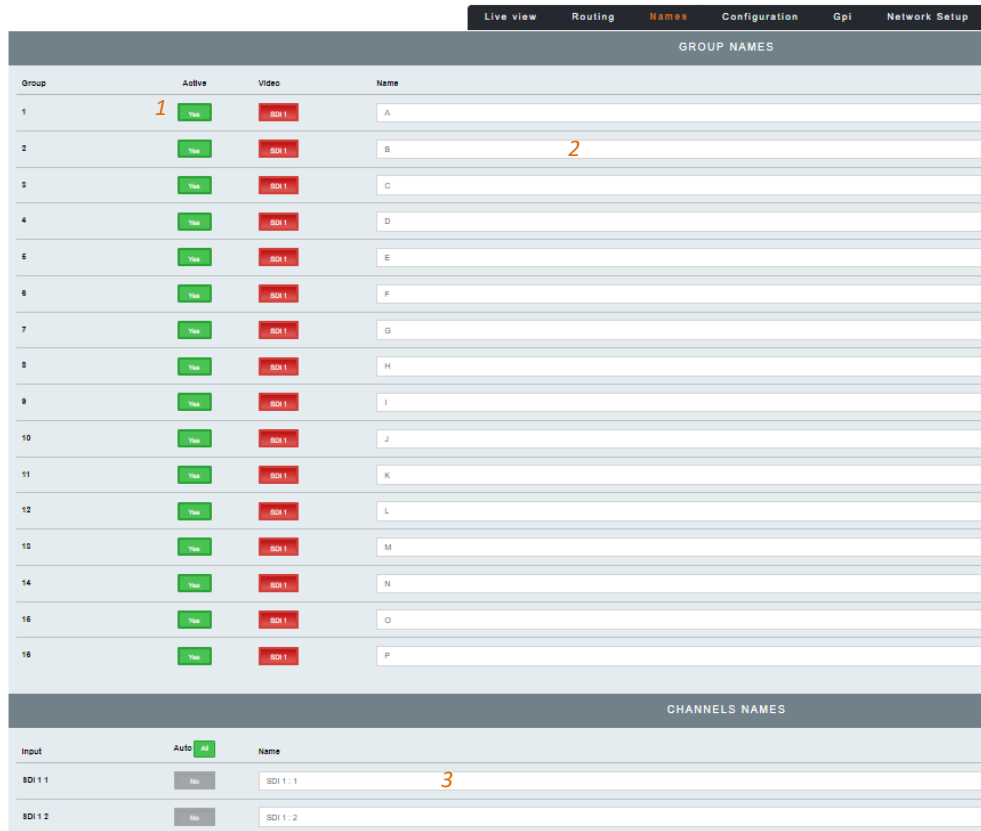 Live view Routing Names Configuration Gpi Network Setup
GROUP NAMES
Group Active Video Name
1 1 Yes SDI 1 A
2 Yes SDI 1 B 2
3 Yes SDI 1 C
4 Yes SDI 1 D
5 Yes SDI 1 E
6 Yes SDI 1 F
7 Yes SDI 1 G
8 Yes SDI 1 H
9 Yes SDI 1 I
10 Yes SDI 1 J
11 Yes SDI 1 K
12 Yes SDI 1 L
13 Yes SDI 1 M
14 Yes SDI 1 N
15 Yes SDI 1 O
16 Yes SDI 1 P
CHANNELS NAMES
Input Auto All Name
SDI 1 1 No SDI 1 : 1 3
SDI 1 2 No SDI 1 : 2